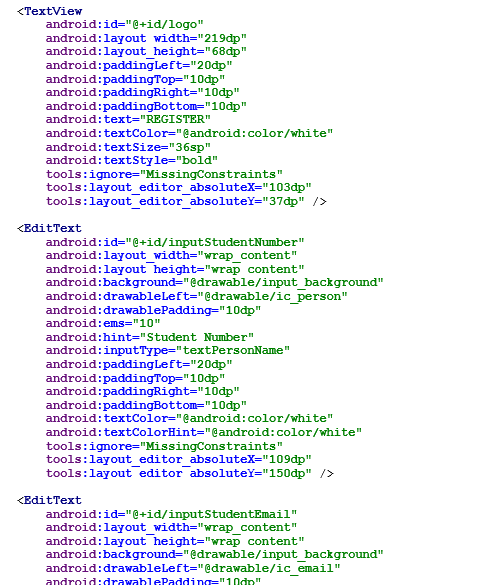 <TextView
android:id="@+id/logo"
android:layout_width="219dp"
android:layout_height="68dp"
android:paddingLeft="20dp"
android:paddingTop="10dp"
android:paddingRight="10dp"
android:paddingBottom="10dp"
android:text="REGISTER"
android:textColor="@android:color/white"
android:textSize="36sp"
android:textStyle="bold"
tools:ignore="MissingConstraints"
tools:layout_editor_absoluteX="103dp"
tools:layout_editor_absoluteY="37dp" />
<EditText
android:id="@+id/inputStudentNumber"
android:layout_width="wrap_content"
android:layout_height="wrap_content"
android:background="@drawable/input_background"
android:drawableLeft="@drawable/ic_person"
android:drawablePadding="10dp"
android:ems="10"
android:hint="Student Number"
android:inputType="textPersonName"
android:paddingLeft="20dp"
android:paddingTop="10dp"
android:paddingRight="10dp"
android:paddingBottom="10dp"
android:textColor="@android:color/white"
android:textColorHint="@android:color/white"
tools:ignore="MissingConstraints"
tools:layout_editor_absoluteX="109dp"
tools:layout_editor_absoluteY="150dp" />
<EditText
android:id="@+id/inputStudentEmail"
android:layout_width="wrap_content"
android:layout_height="wrap_content"
android:background="@drawable/input_background"
android:drawableLeft="@drawable/ic_email"
android:drawablePadding="10dp"